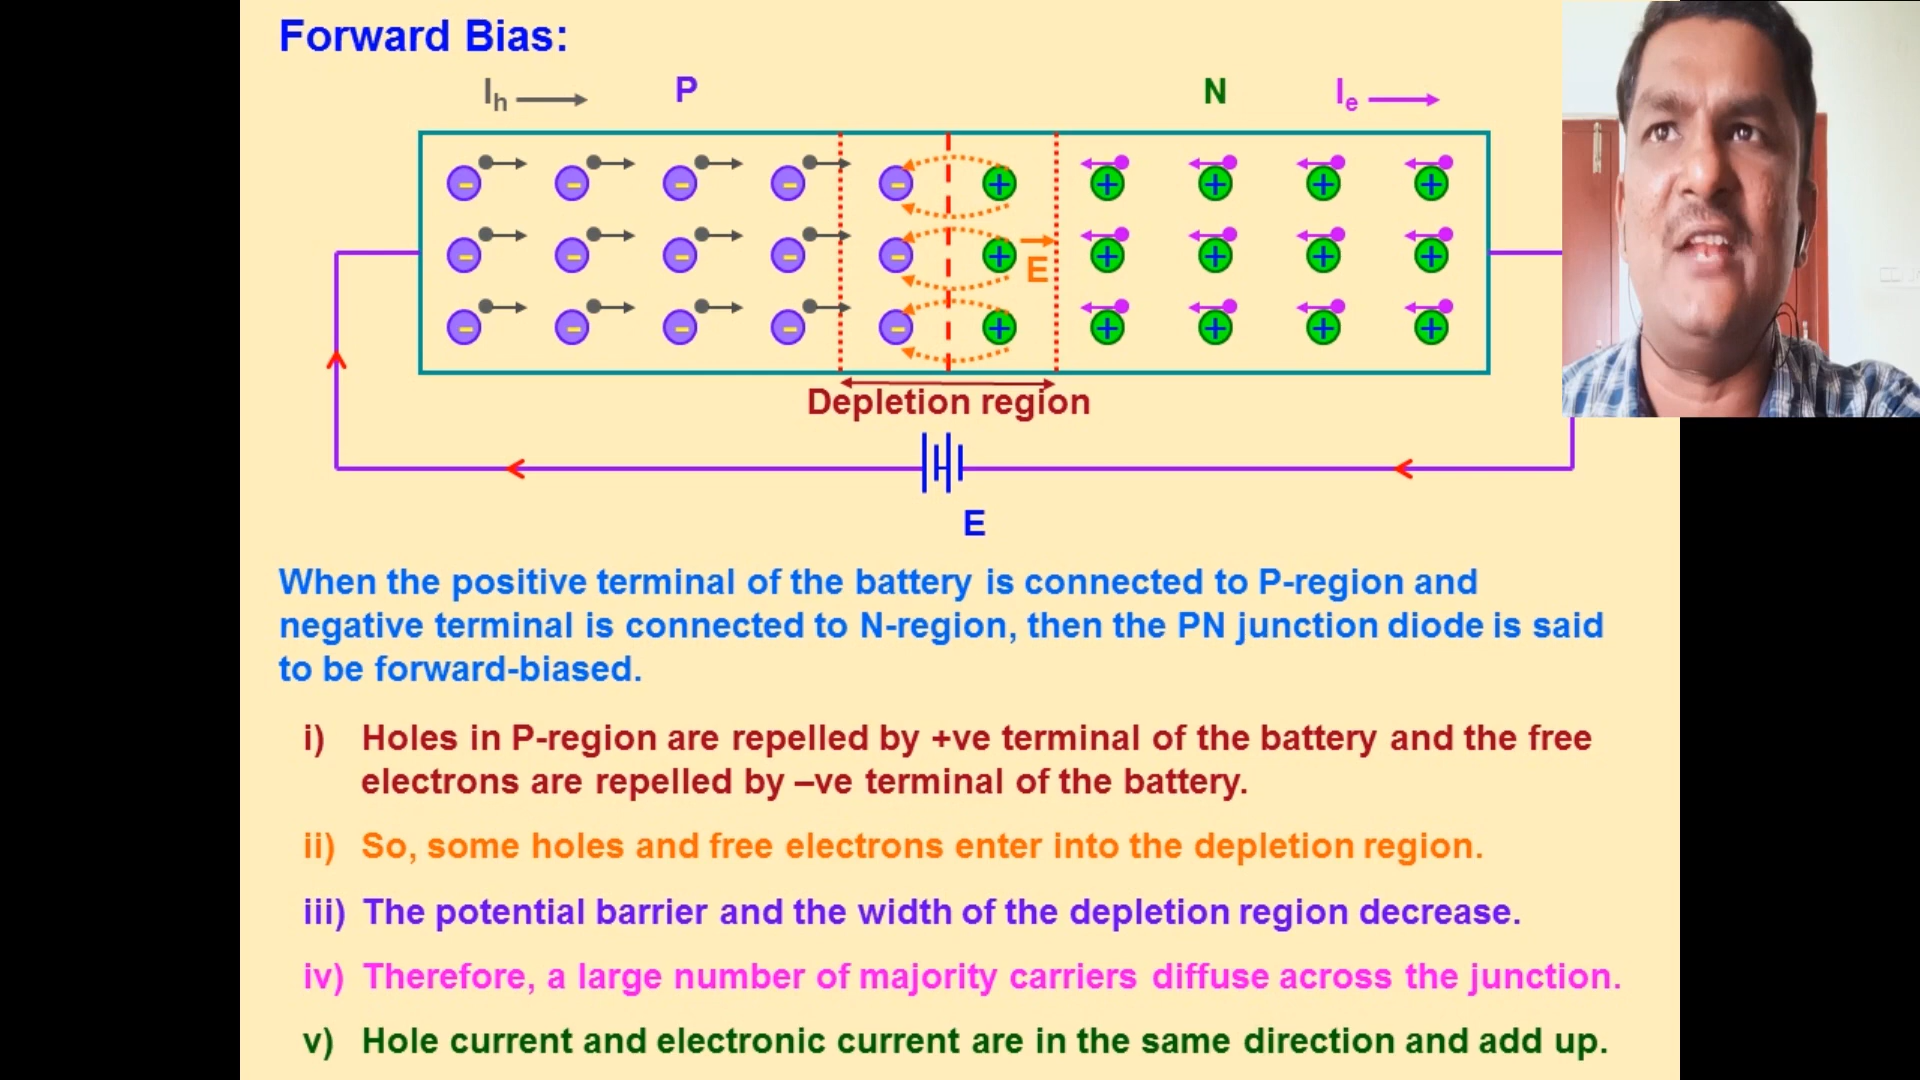 Forward Bias:
Ih P N Ie
E
Depletion region
E
When the positive terminal of the battery is connected to P-region and
negative terminal is connected to N-region, then the PN junction diode is said
to be forward-biased.
i) Holes in P-region are repelled by +ve terminal of the battery and the free
electrons are repelled by –ve terminal of the battery.
ii) So, some holes and free electrons enter into the depletion region.
iii) The potential barrier and the width of the depletion region decrease.
iv) Therefore, a large number of majority carriers diffuse across the junction.
v) Hole current and electronic current are in the same direction and add up.